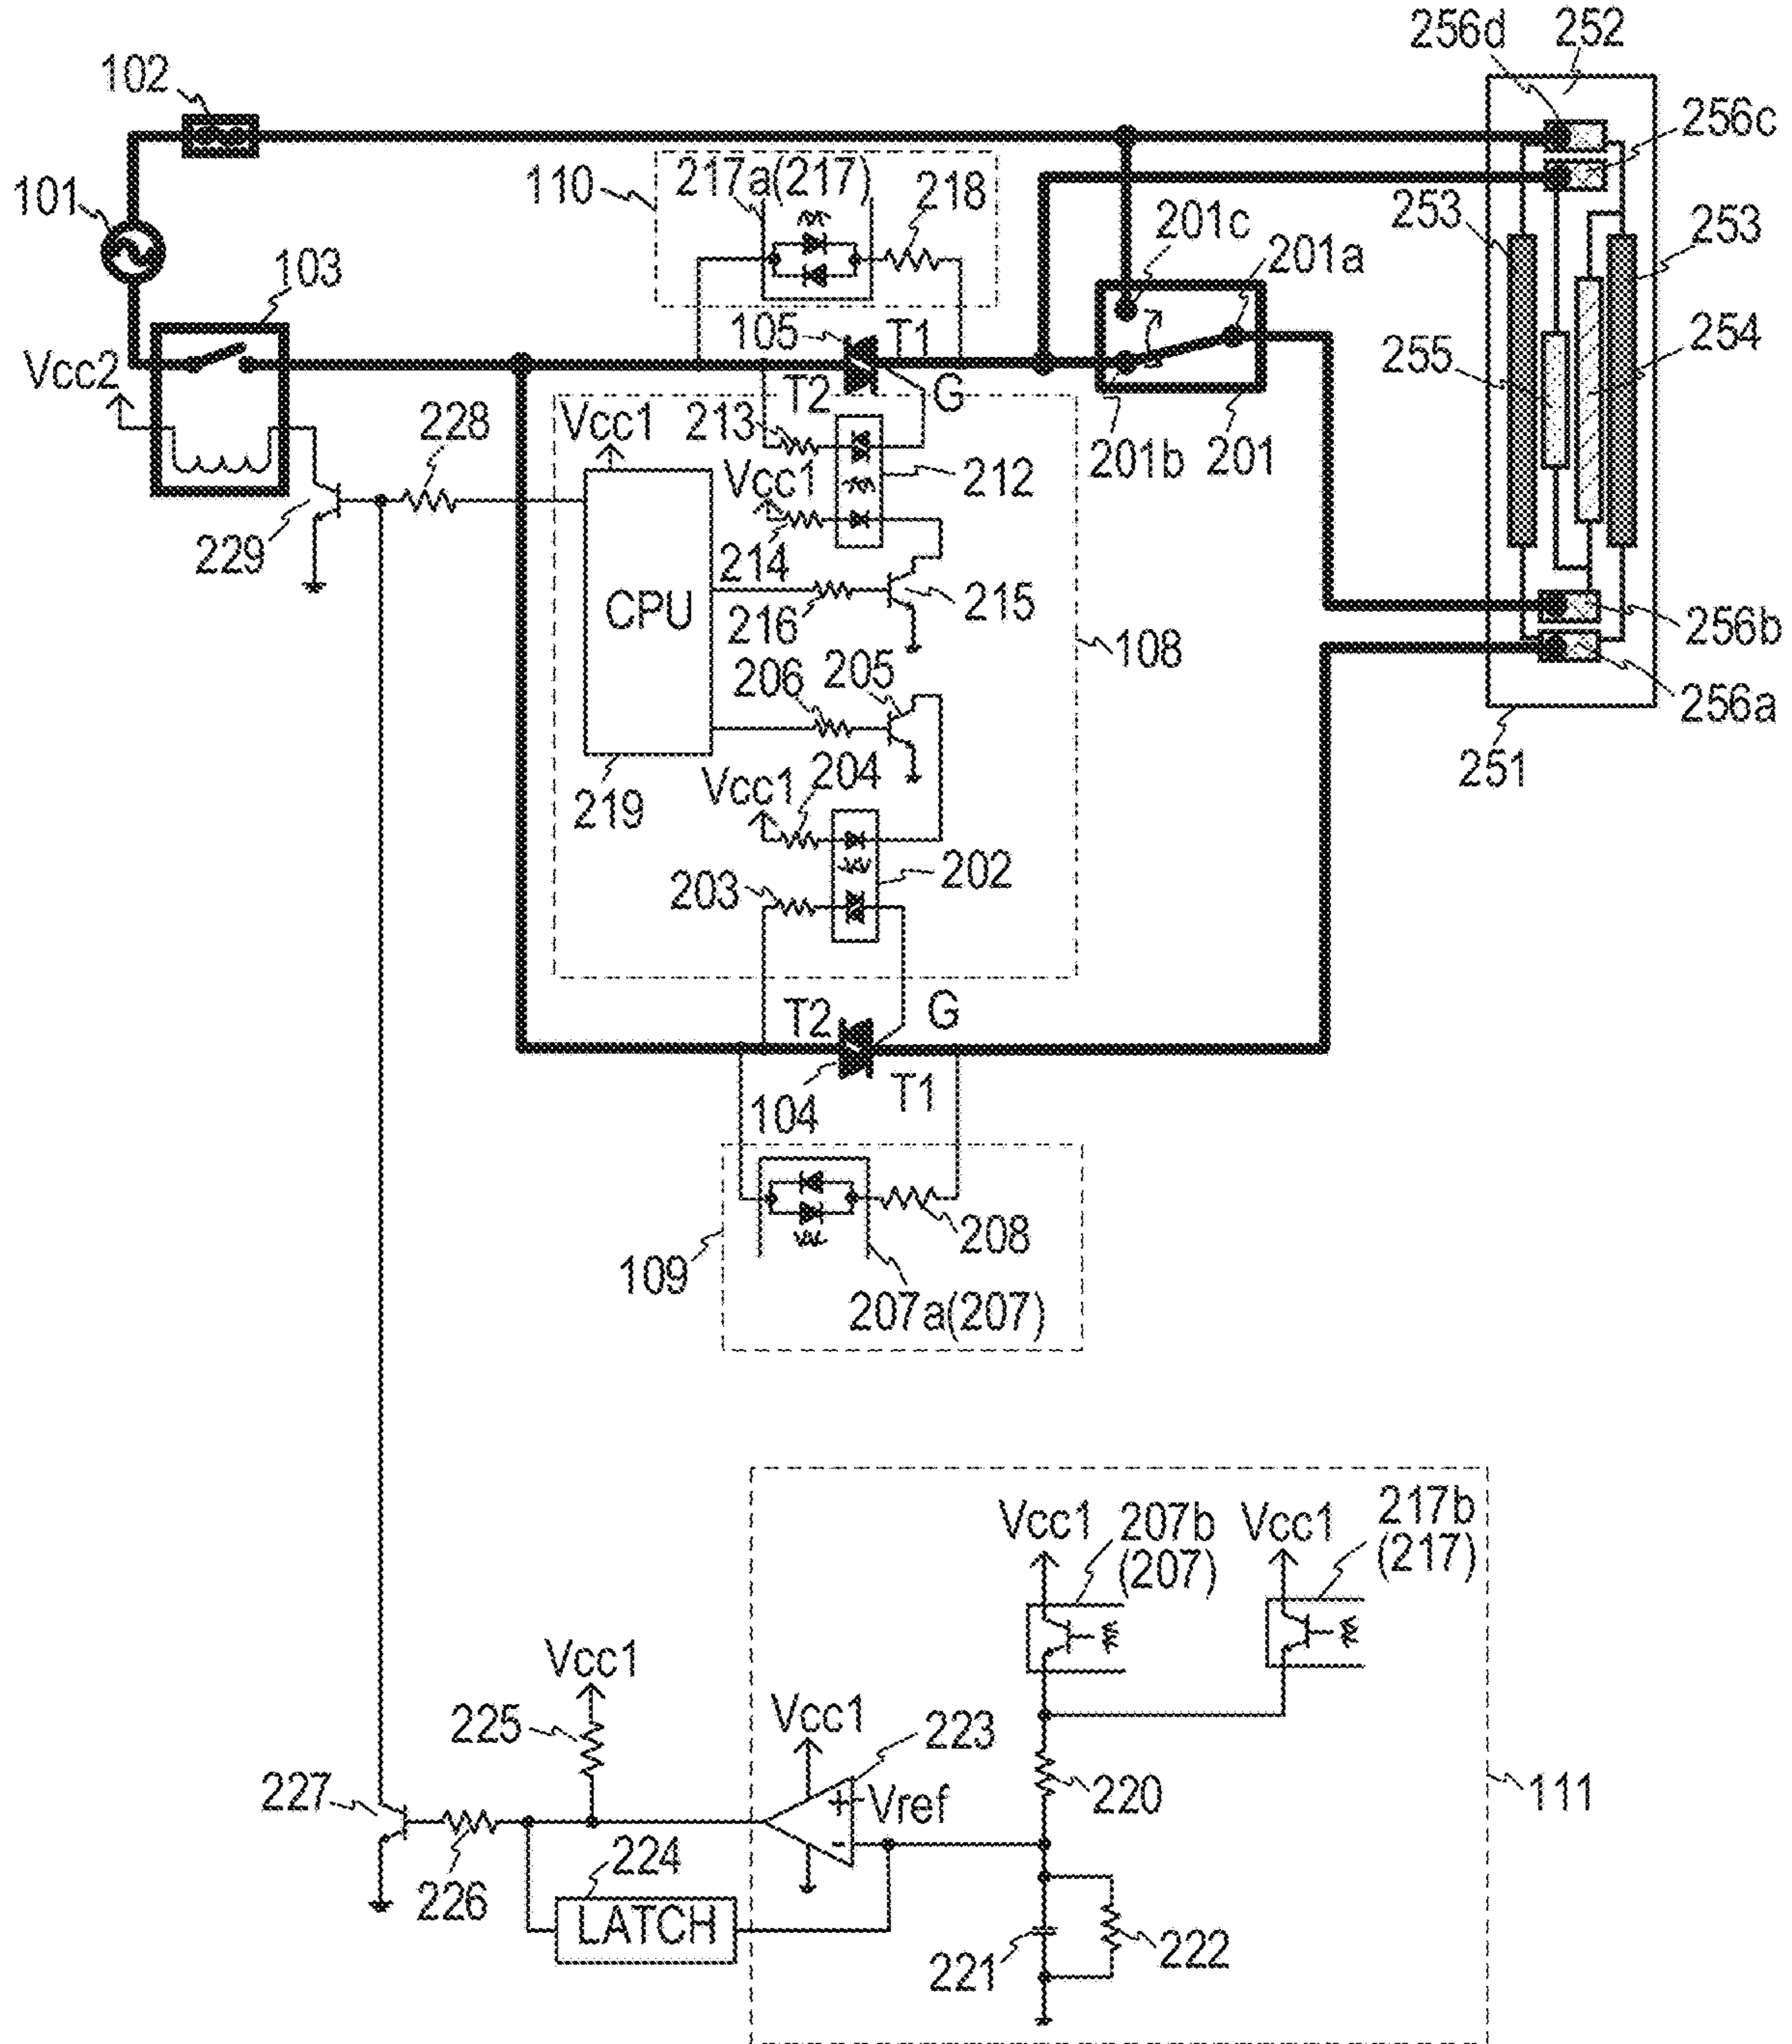 256d 252
102
256c
110 217a(217) 218
101
201c
253
253
103
201a
105 T1
Vcc2
T2 G
255
254
228 Vcc1 213
201b 201
Vcc1 212
229
214
CPU 216 215
256b
108
206 205
256a
204
Vcc1
251
219
203 202
T2 G
104 T1
208
109
207a(207)
Vcc1 207b
(207)
Vcc1 217b
(217)
Vcc1
225 Vcc1 223
227 +Vref 220 111
-
226 224
LATCH
221 222